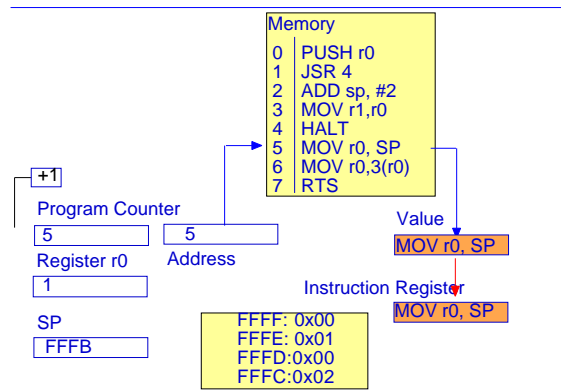 Memory
0 PUSH r0
1 JSR 4
2 ADD sp, #2
3 MOV r1,r0
4 HALT
5 MOV r0, SP
6 MOV r0,3(r0)
7 RTS
+1
Program Counter
5
5
Address
Register r0
1
SP
FFFB
Value
MOV r0, SP
Instruction Register
MOV r0, SP
FFFF: 0x00
FFFE: 0x01
FFFD:0x00
FFFC:0x02